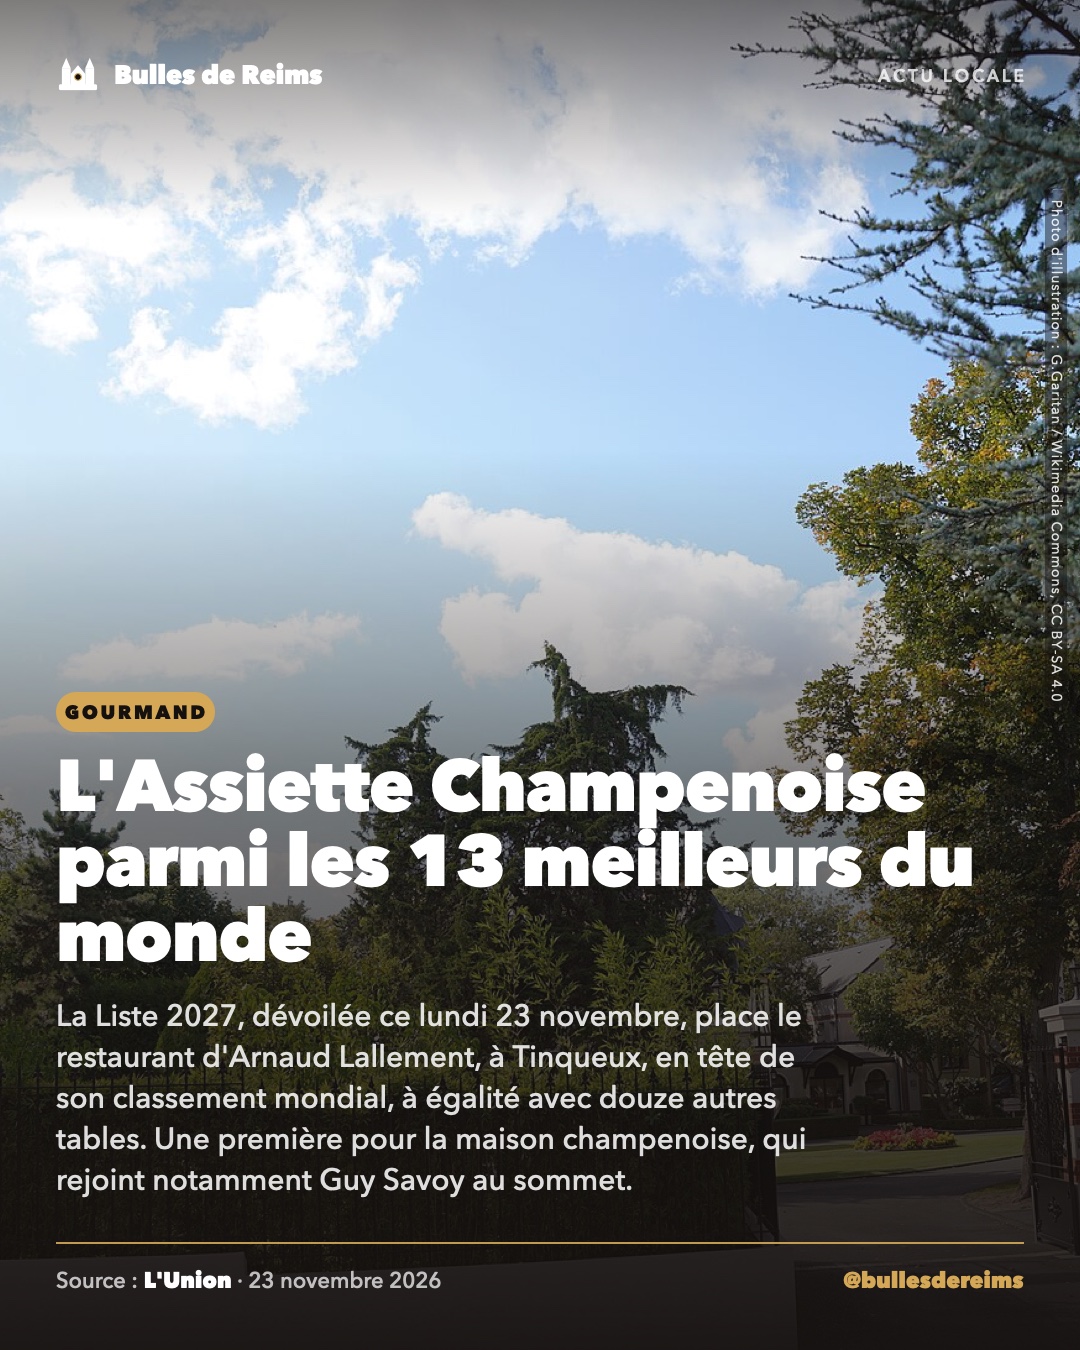 Bulles de Reims
ACTU LOCALE
Photo d'illustration : G.Garitan / Wikimedia Commons, CC BY-SA 4.0
GOURMAND
L'Assiette Champenoise
parmi les 13 meilleurs du
monde
La Liste 2027, dévoilée ce lundi 23 novembre, place le
restaurant d'Arnaud Lallement, à Tinqueux, en tête de
son classement mondial, à égalité avec douze autres
tables. Une première pour la maison champenoise, qui
rejoint notamment Guy Savoy au sommet.
Source : L'Union · 23 novembre 2026
@bullesdereims